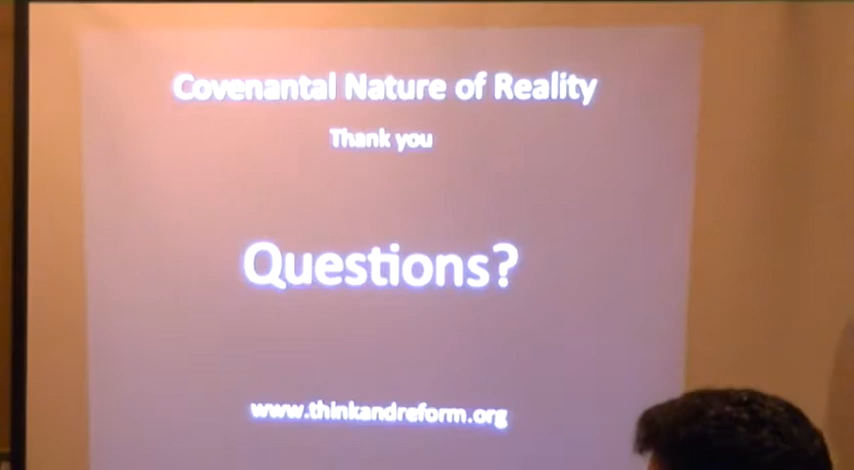 Covenantal Nature of Reality
Thank you
Questions?
www.thinkandreform.org